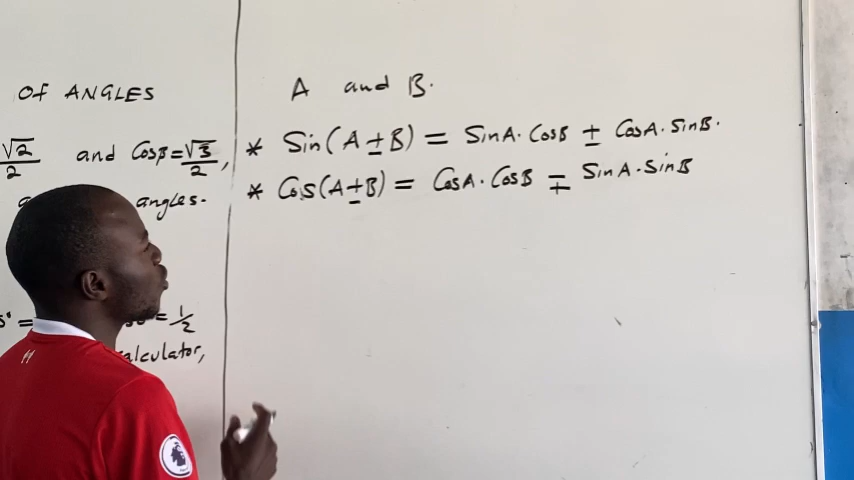 OF ANGLES
√2/2 and Cosβ = √3/2,
angles.
= 1/2
calculator,
A and B.
* Sin(A ± B) = SinA · CosB ± CosA · SinB.
* Cos(A ± B) = CosA · CosB ∓ SinA · SinB